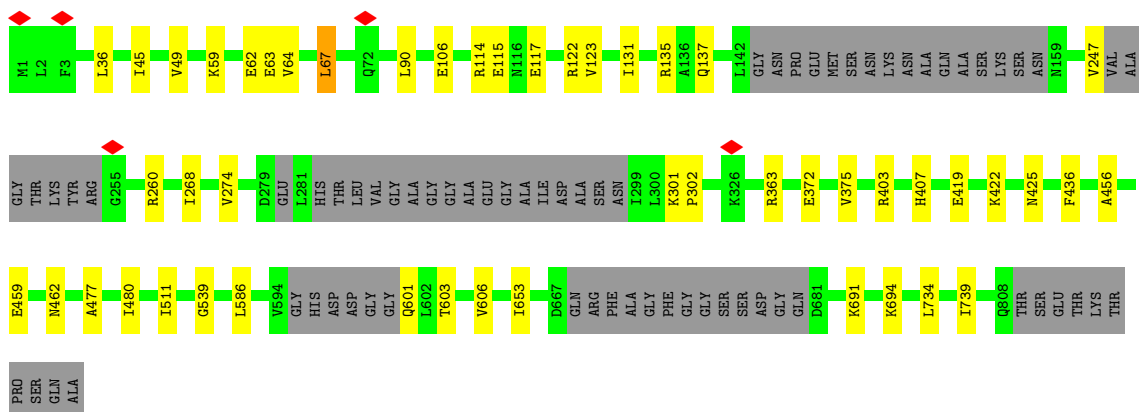 M1 L2 F3 L36 I45 V49 K59 E62 E63 V64 L67 Q72 L90 E106 R114 E115 N116 E117 R122 V123 I131 R135 A136 Q137 L142 GLY ASN PRO GLU MET SER ASN LYS ASN ALA GLN ALA SER LYS SER ASN N159 V247 VAL ALA
GLY THR LYS TYR ARG G255 R260 I268 V274 D279 GLU L281 HIS THR LEU VAL GLY ALA GLY GLY ALA GLU GLY ALA ILE ASP ALA SER ASN I299 L300 K301 P302 K326 R363 E372 V375 R403 H407 E419 K422 N425 F436 A456
E459 N462 A477 I480 I511 G539 L586 V594 GLY HIS ASP ASP GLY GLY Q601 L602 T603 V606 I653 D667 GLN ARG PHE ALA GLY PHE GLY GLY SER SER ASP GLY GLN D681 K691 K694 L734 I739 Q808 THR SER GLU THR LYS THR
PRO SER GLN ALA